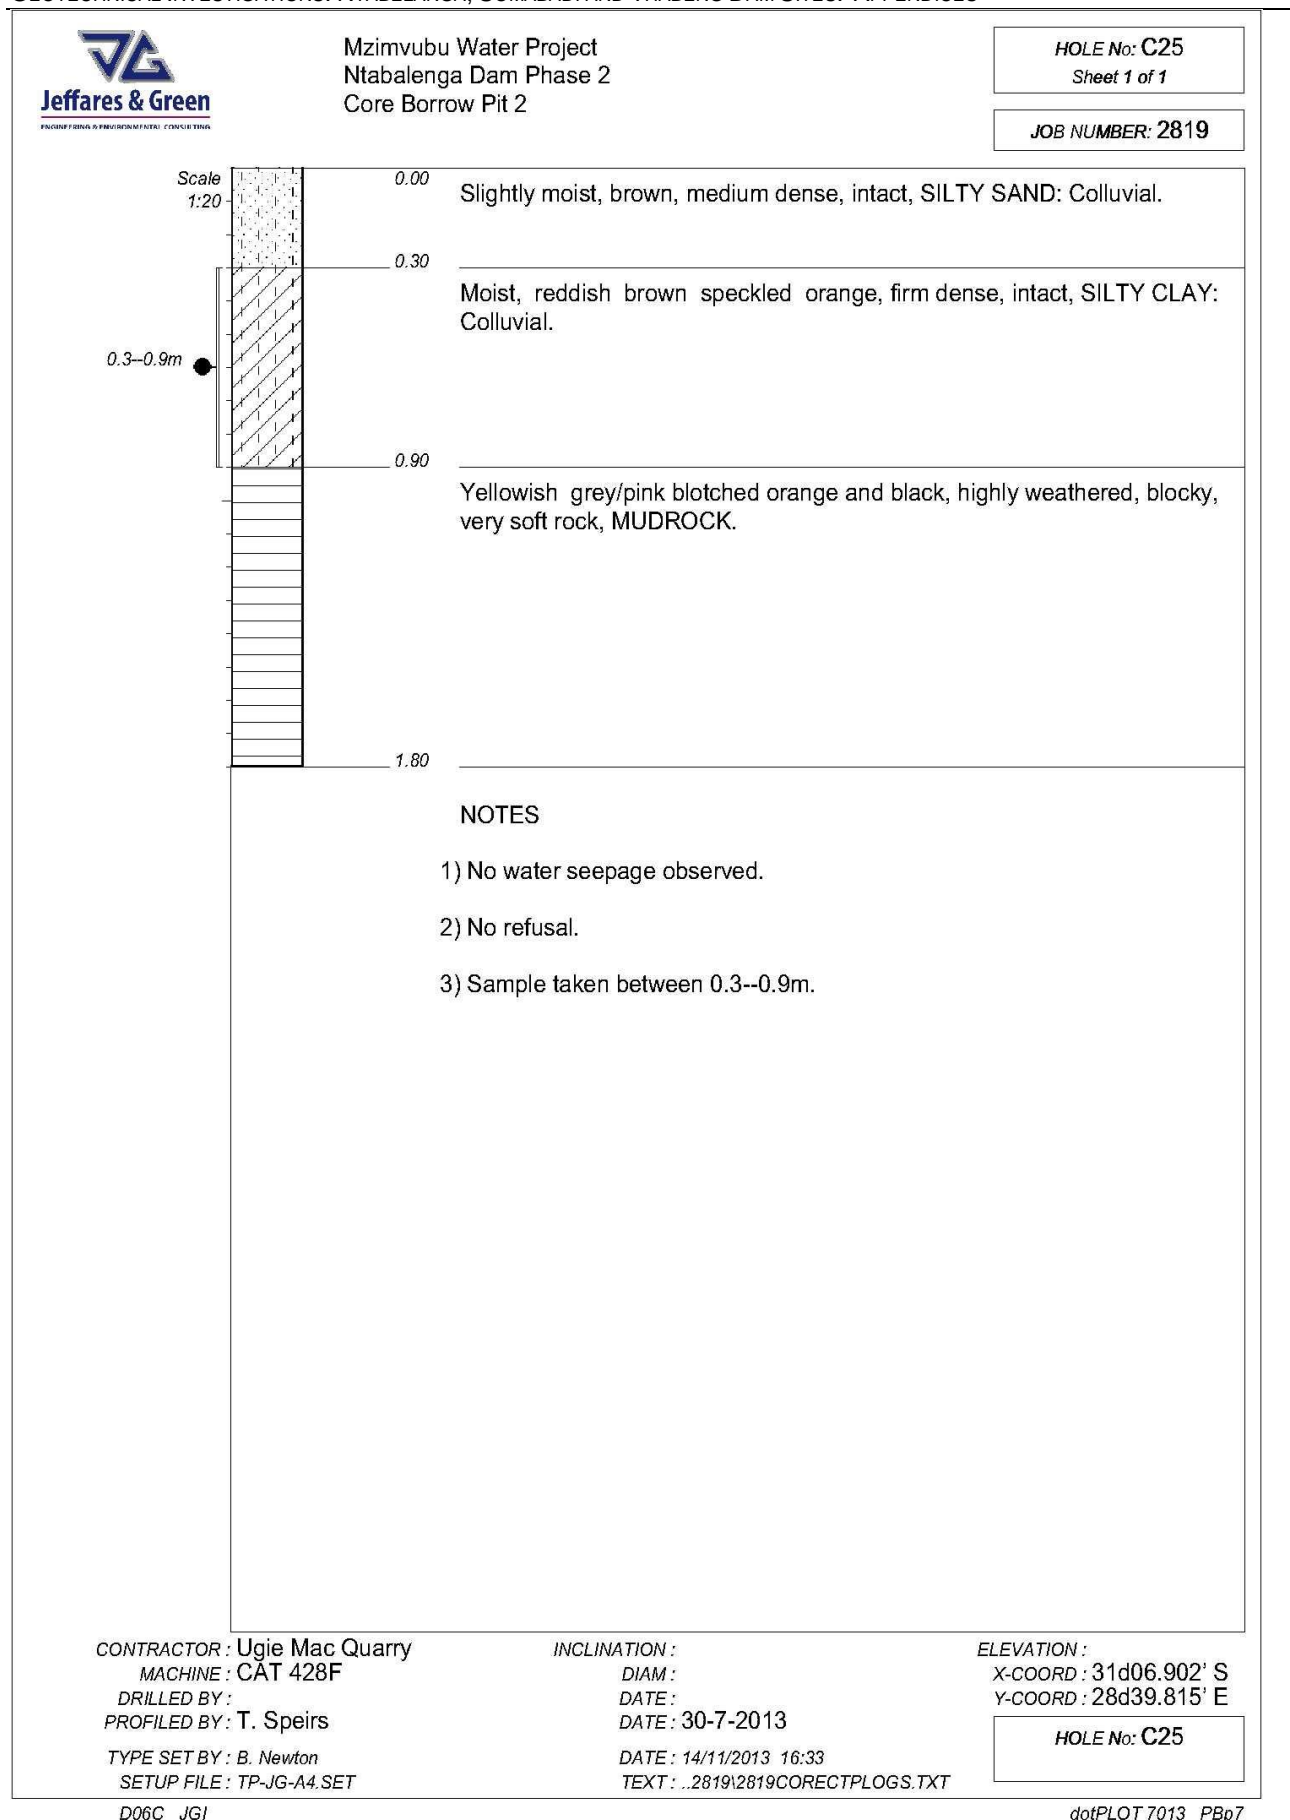 Jeffares & Green
ENGINEERING & ENVIRONMENTAL CONSULTING
Mzimvubu Water Project
Ntabalenga Dam Phase 2
Core Borrow Pit 2
HOLE No: C25
Sheet 1 of 1
JOB NUMBER: 2819
Scale
1:20
0.00
Slightly moist, brown, medium dense, intact, SILTY SAND: Colluvial.
0.30
Moist, reddish brown speckled orange, firm dense, intact, SILTY CLAY:
Colluvial.
0.3--0.9m
0.90
Yellowish grey/pink blotched orange and black, highly weathered, blocky,
very soft rock, MUDROCK.
1.80
NOTES
1) No water seepage observed.
2) No refusal.
3) Sample taken between 0.3--0.9m.
CONTRACTOR : Ugie Mac Quarry
MACHINE : CAT 428F
DRILLED BY :
PROFILED BY : T. Speirs
TYPE SET BY : B. Newton
SETUP FILE : TP-JG-A4.SET
INCLINATION :
DIAM :
DATE :
DATE : 30-7-2013
DATE : 14/11/2013 16:33
TEXT : ..2819\2819CORECTPLOGS.TXT
ELEVATION :
X-COORD : 31d06.902' S
Y-COORD : 28d39.815' E
HOLE No: C25
D06C JGI
dotPLOT 7013 PBp7